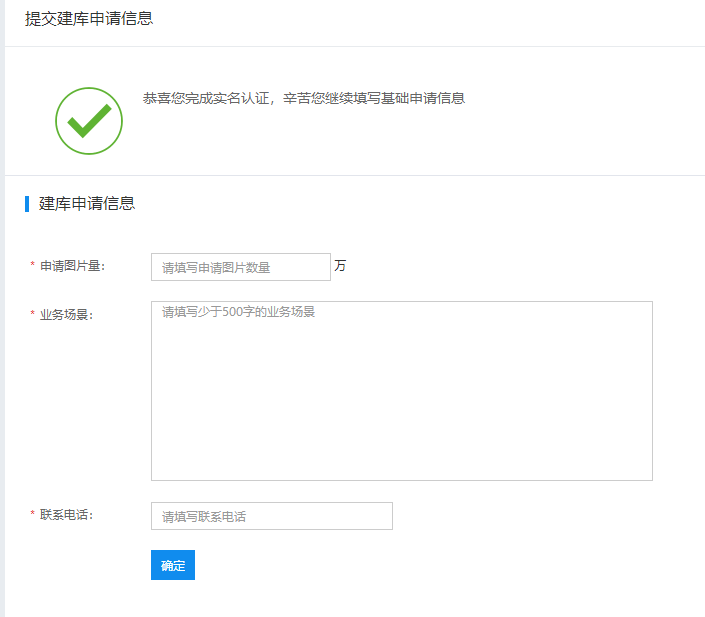 提交建库申请信息
恭喜您完成实名认证，辛苦您继续填写基础申请信息
建库申请信息
* 申请图片量： 请填写申请图片数量 万
* 业务场景： 请填写少于500字的业务场景
* 联系电话： 请填写联系电话
确定